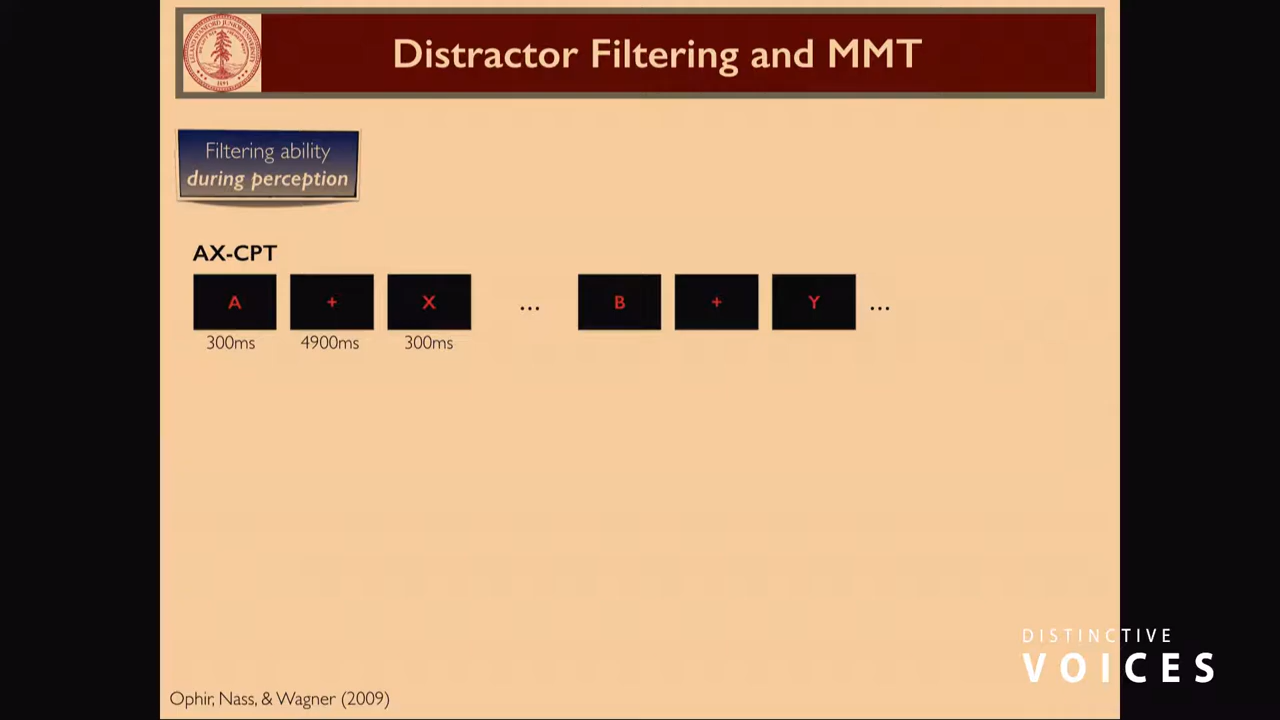 Distractor Filtering and MMT
Filtering ability
during perception
AX-CPT
A + X ... B + Y ...
300ms 4900ms 300ms
DISTINCTIVE
VOICES
Ophir, Nass, & Wagner (2009)